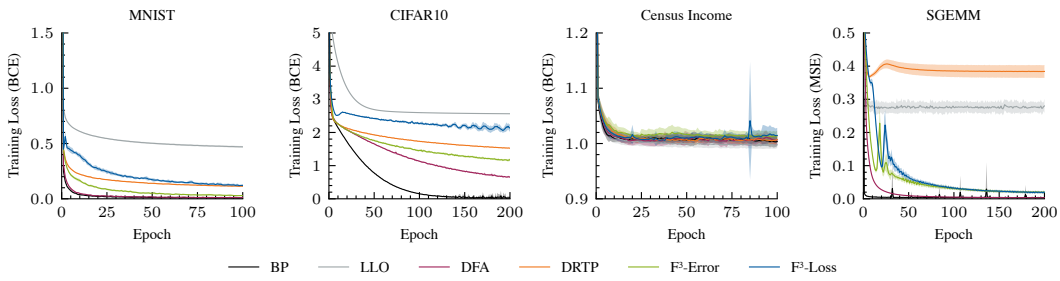 MNIST
Training Loss (BCE)
1.5
1.0
0.5
0.0
0
25
50
75
100
Epoch
CIFAR10
Training Loss (BCE)
5
4
3
2
1
0
0
50
100
150
200
Epoch
Census Income
Training Loss (BCE)
1.2
1.1
1.0
0.9
0
25
50
75
100
Epoch
SGEMM
Training Loss (MSE)
0.5
0.4
0.3
0.2
0.1
0.0
0
50
100
150
200
Epoch
BP
LLO
DFA
DRTP
F³-Error
F³-Loss